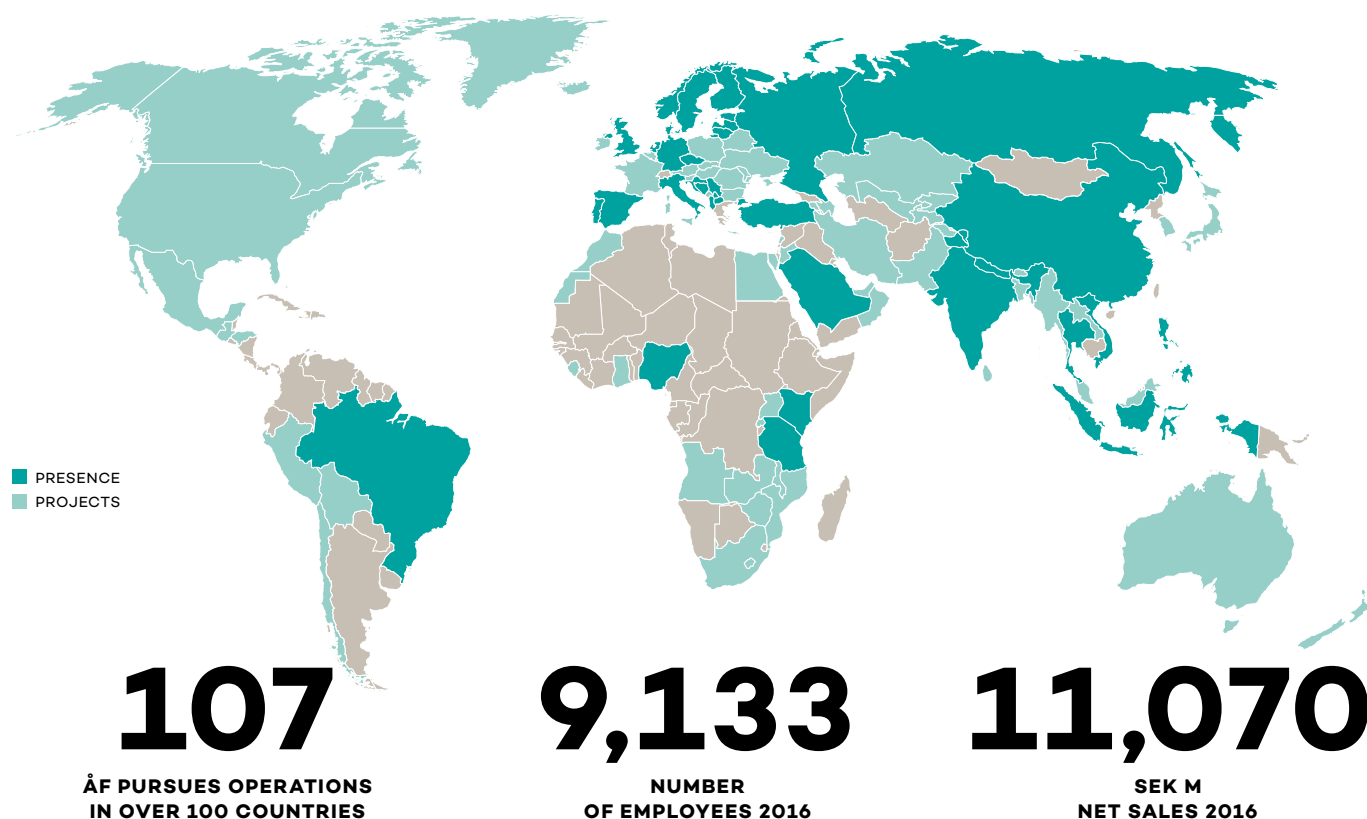 PRESENCE
PROJECTS
107
ÅF PURSUES OPERATIONS
IN OVER 100 COUNTRIES
9,133
NUMBER
OF EMPLOYEES 2016
11,070
SEK M
NET SALES 2016